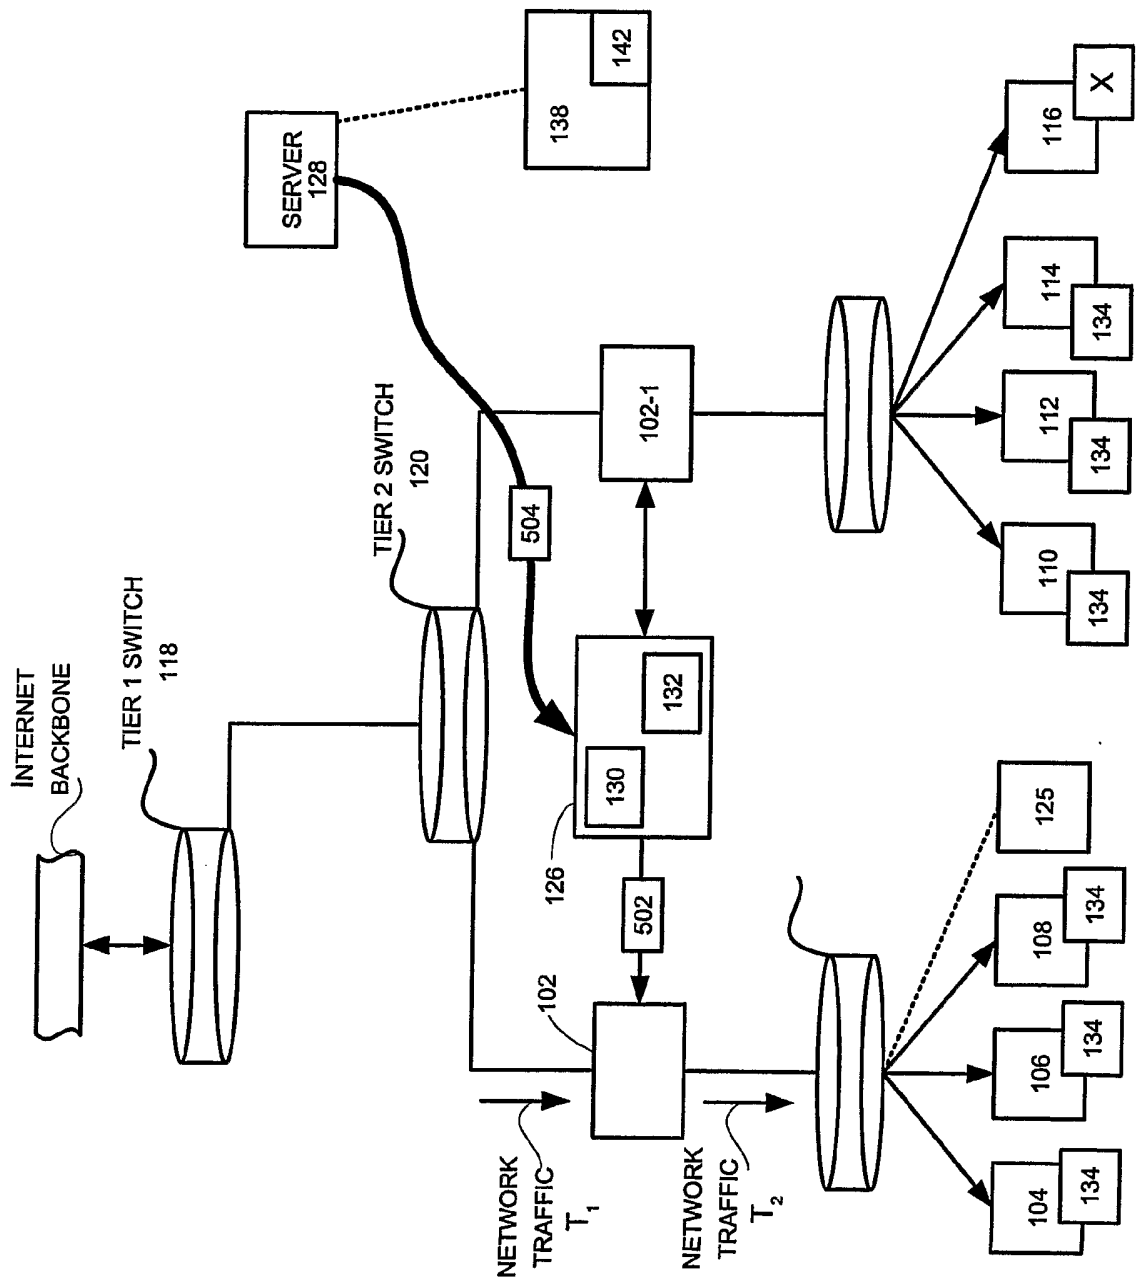 INTERNET
BACKBONE
TIER 1 SWITCH
118
TIER 2 SWITCH
120
SERVER
128
138
142
504
126
130
132
502
102
102-1
NETWORK
TRAFFIC
T1
NETWORK
TRAFFIC
T2
104
134
106
134
108
134
125
110
134
112
134
114
134
116
X